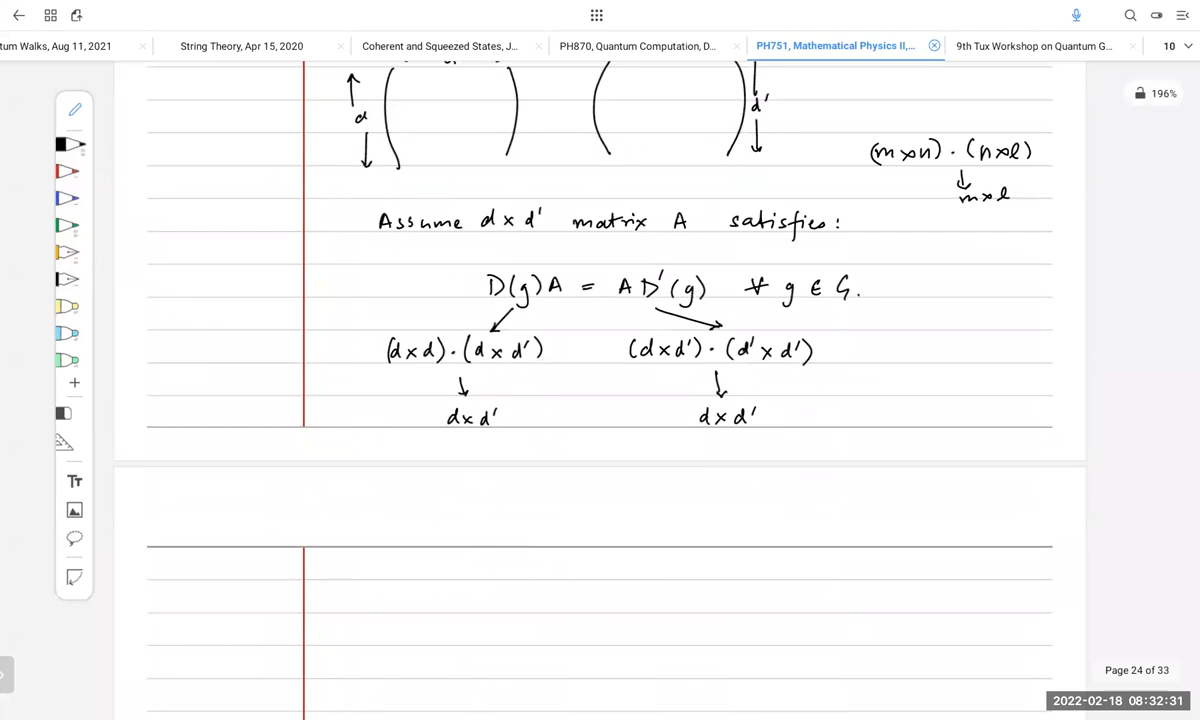 tum Walks, Aug 11, 2021
String Theory, Apr 15, 2020
Coherent and Squeezed States, J...
PH870, Quantum Computation, D...
PH751, Mathematical Physics II,...
9th Tux Workshop on Quantum G...
10
196%
d
d'
(m×n) . (n×l)
↓
m×l
Assume d×d' matrix A satisfies:
D(g)A = A D'(g) ∀ g ∈ G.
(d×d) . (d×d') (d×d') . (d'×d')
↓ ↓
d×d' d×d'
Tт
Page 24 of 33
2022-02-18 08:32:31